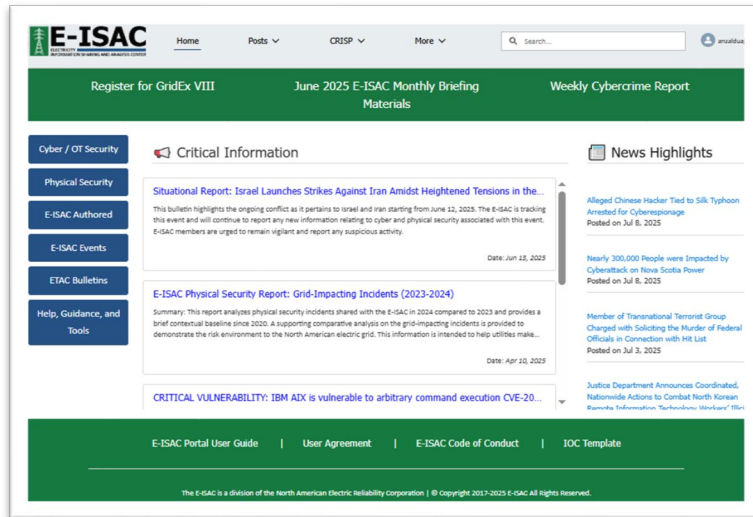 E-ISAC
ELECTRICITY
INFORMATION SHARING AND ANALYSIS CENTER
Home
Posts
CRISP
More
Search...
anzaldua
Register for GridEx VIII
June 2025 E-ISAC Monthly Briefing
Materials
Weekly Cybercrime Report
Cyber / OT Security
Physical Security
E-ISAC Authored
E-ISAC Events
ETAC Bulletins
Help, Guidance, and
Tools
Critical Information
Situational Report: Israel Launches Strikes Against Iran Amidst Heightened Tensions in the...
This bulletin highlights the ongoing conflict as it pertains to Israel and Iran starting from June 12, 2025. The E-ISAC is tracking
this event and will continue to report any new information relating to cyber and physical security associated with this event.
E-ISAC members are urged to remain vigilant and report any suspicious activity.
Date: Jun 13, 2025
E-ISAC Physical Security Report: Grid-Impacting Incidents (2023-2024)
Summary: This report analyzes physical security incidents shared with the E-ISAC in 2024 compared to 2023 and provides a
brief contextual baseline since 2020. A supporting comparative analysis on the grid-impacting incidents is provided to
demonstrate the risk environment to the North American electric grid. This information is intended to help utilities make...
Date: Apr 10, 2025
CRITICAL VULNERABILITY: IBM AIX is vulnerable to arbitrary command execution CVE-20...
News Highlights
Alleged Chinese Hacker Tied to Silk Typhoon
Arrested for Cyberespionage
Posted on Jul 8, 2025
Nearly 300,000 People were Impacted by
Cyberattack on Nova Scotia Power
Posted on Jul 8, 2025
Member of Transnational Terrorist Group
Charged with Soliciting the Murder of Federal
Officials in Connection with Hit List
Posted on Jul 3, 2025
Justice Department Announces Coordinated,
Nationwide Actions to Combat North Korean
Remote Information Technology Workers' Illici
E-ISAC Portal User Guide | User Agreement | E-ISAC Code of Conduct | IOC Template
The E-ISAC is a division of the North American Electric Reliability Corporation | © Copyright 2017-2025 E-ISAC All Rights Reserved.